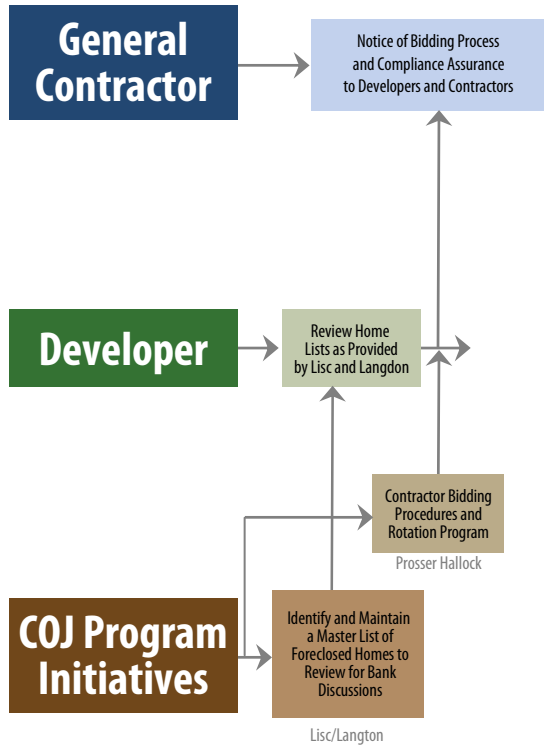 General
Contractor
Notice of Bidding Process
and Compliance Assurance
to Developers and Contractors
Developer
Review Home
Lists as Provided
by Lisc and Langdon
Contractor Bidding
Procedures and
Rotation Program
Prosser Hallock
COJ Program
Initiatives
Identify and Maintain
a Master List of
Foreclosed Homes to
Review for Bank
Discussions
Lisc/Langton